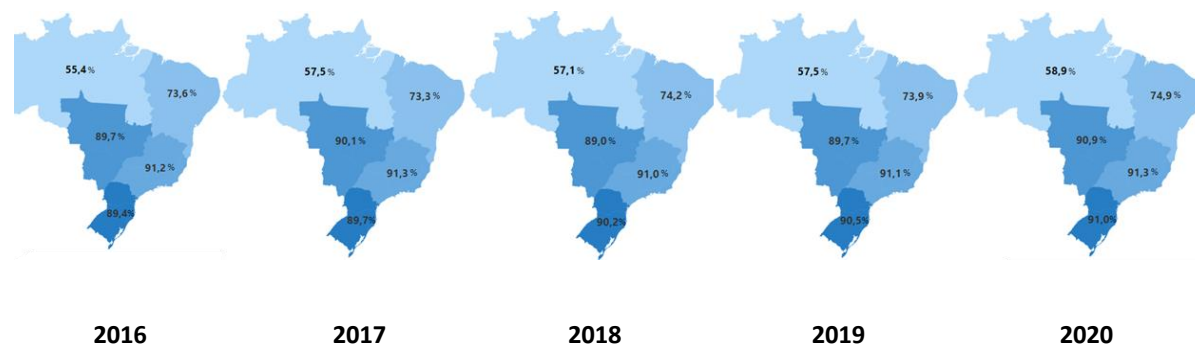 55,4% 57,5% 57,1% 57,5% 58,9%
73,6% 73,3% 74,2% 73,9% 74,9%
89,7% 90,1% 89,0% 89,7% 90,9%
91,2% 91,3% 91,0% 91,1% 91,3%
89,4% 89,7% 90,2% 90,5% 91,0%
2016 2017 2018 2019 2020